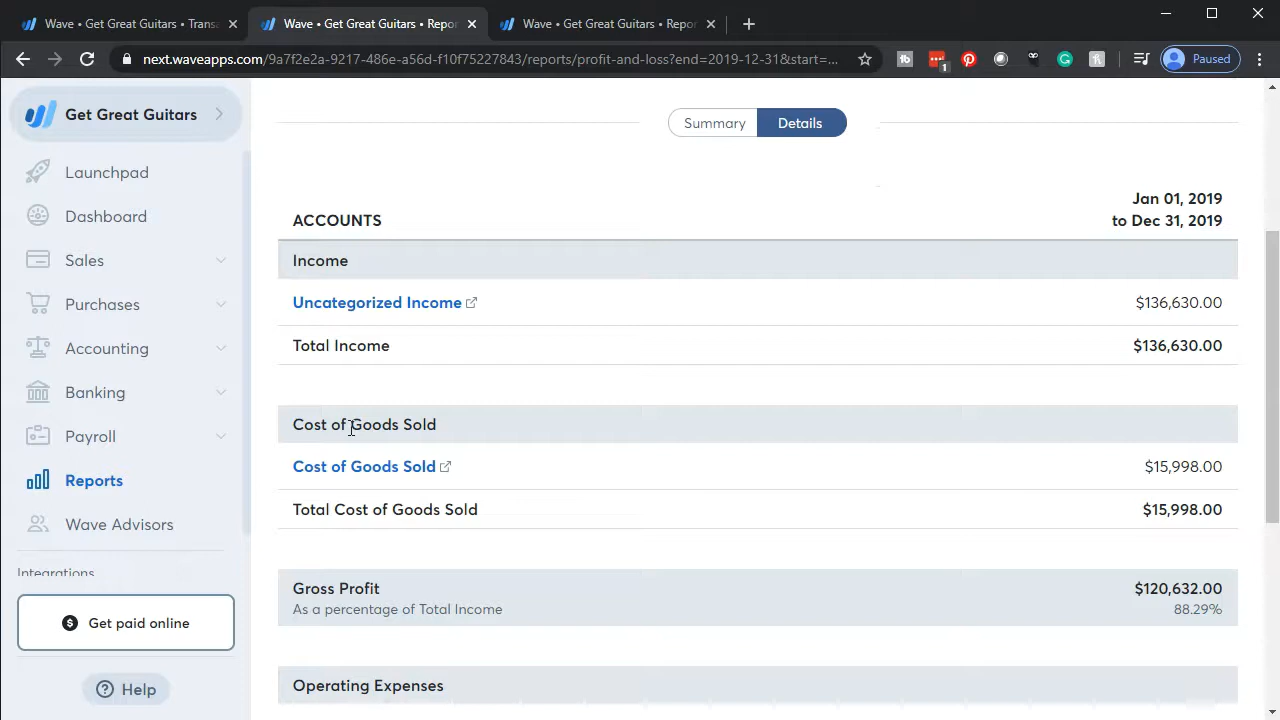 Wave • Get Great Guitars • Transa
Wave • Get Great Guitars • Repor
Wave • Get Great Guitars • Repor
next.waveapps.com/9a7f2e2a-9217-486e-a56d-f10f75227843/reports/profit-and-loss?end=2019-12-31&start=...
1
Paused
Get Great Guitars
Launchpad
Dashboard
Sales
Purchases
Accounting
Banking
Payroll
Reports
Wave Advisors
Integrations
$ Get paid online
? Help
Summary
Details
ACCOUNTS
Jan 01, 2019
to Dec 31, 2019
Income
Uncategorized Income $136,630.00
Total Income $136,630.00
Cost of Goods Sold
Cost of Goods Sold $15,998.00
Total Cost of Goods Sold $15,998.00
Gross Profit $120,632.00
As a percentage of Total Income 88.29%
Operating Expenses